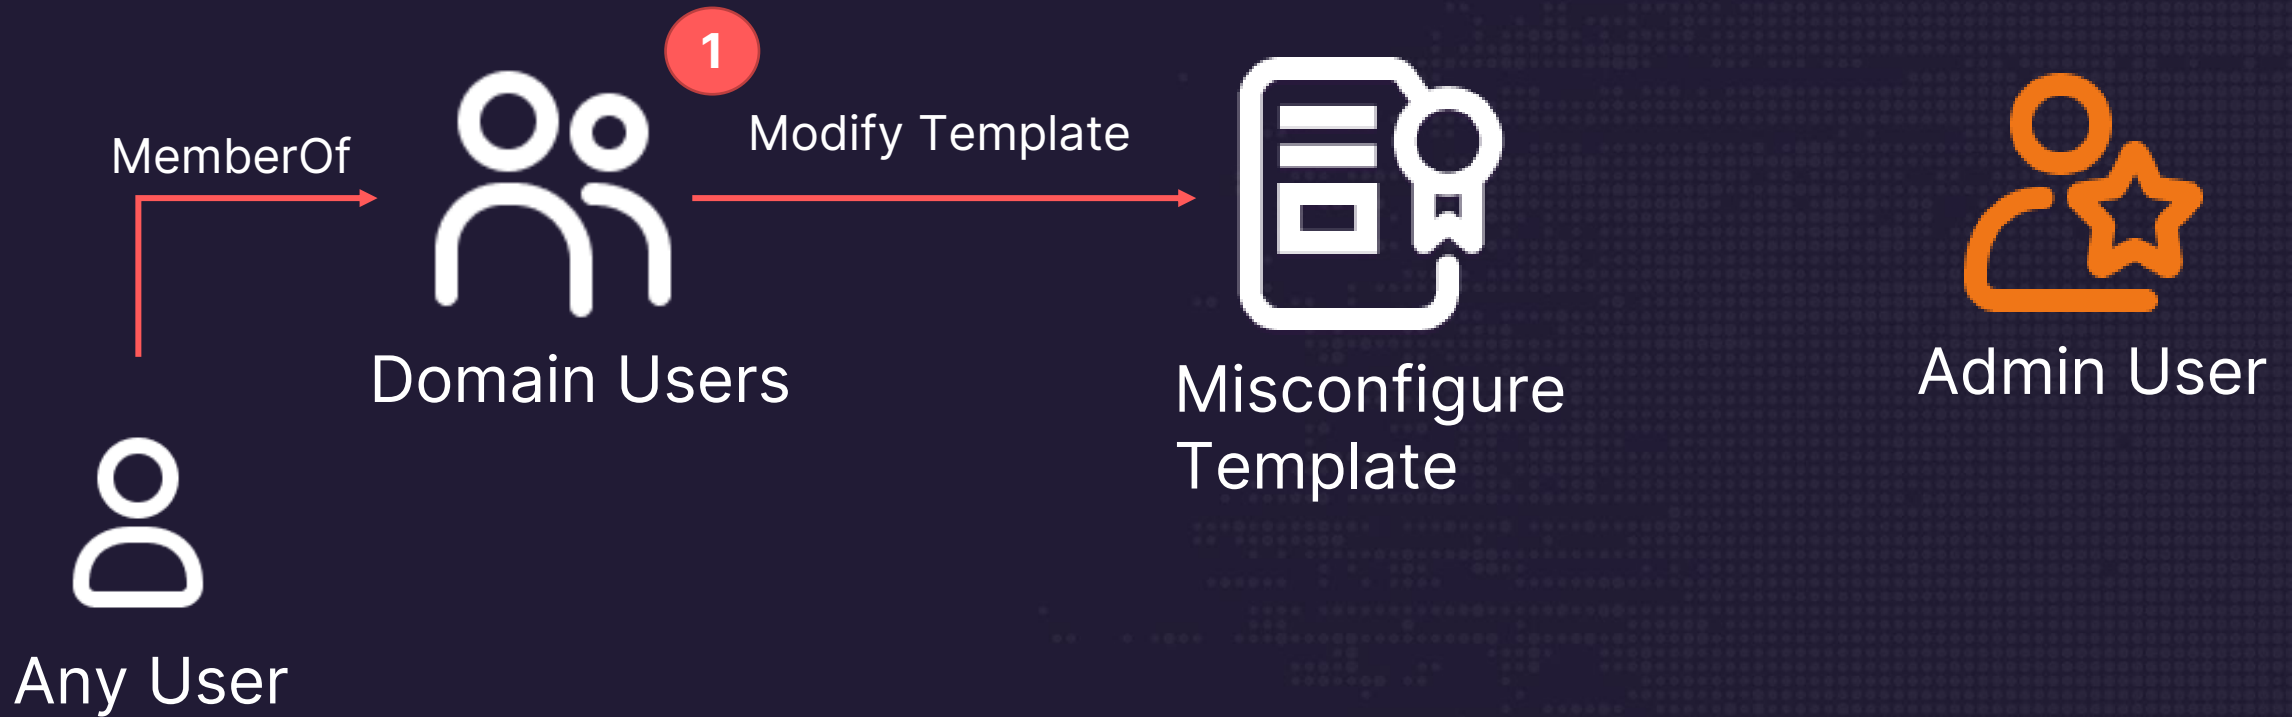 1
MemberOf
Modify Template
Domain Users
Misconfigure
Template
Admin User
Any User